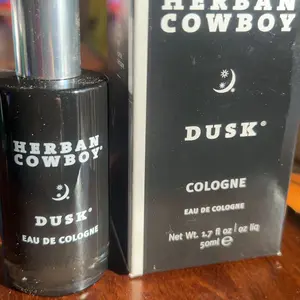 HERBAN
COWBOY®
DUSK®
EAU DE COLOGNE
HERBAN
COWBOY
DUSK®
COLOGNE
EAU DE COLOGNE
Net Wt. 1.7 fl oz / oz liq
50ml ℮